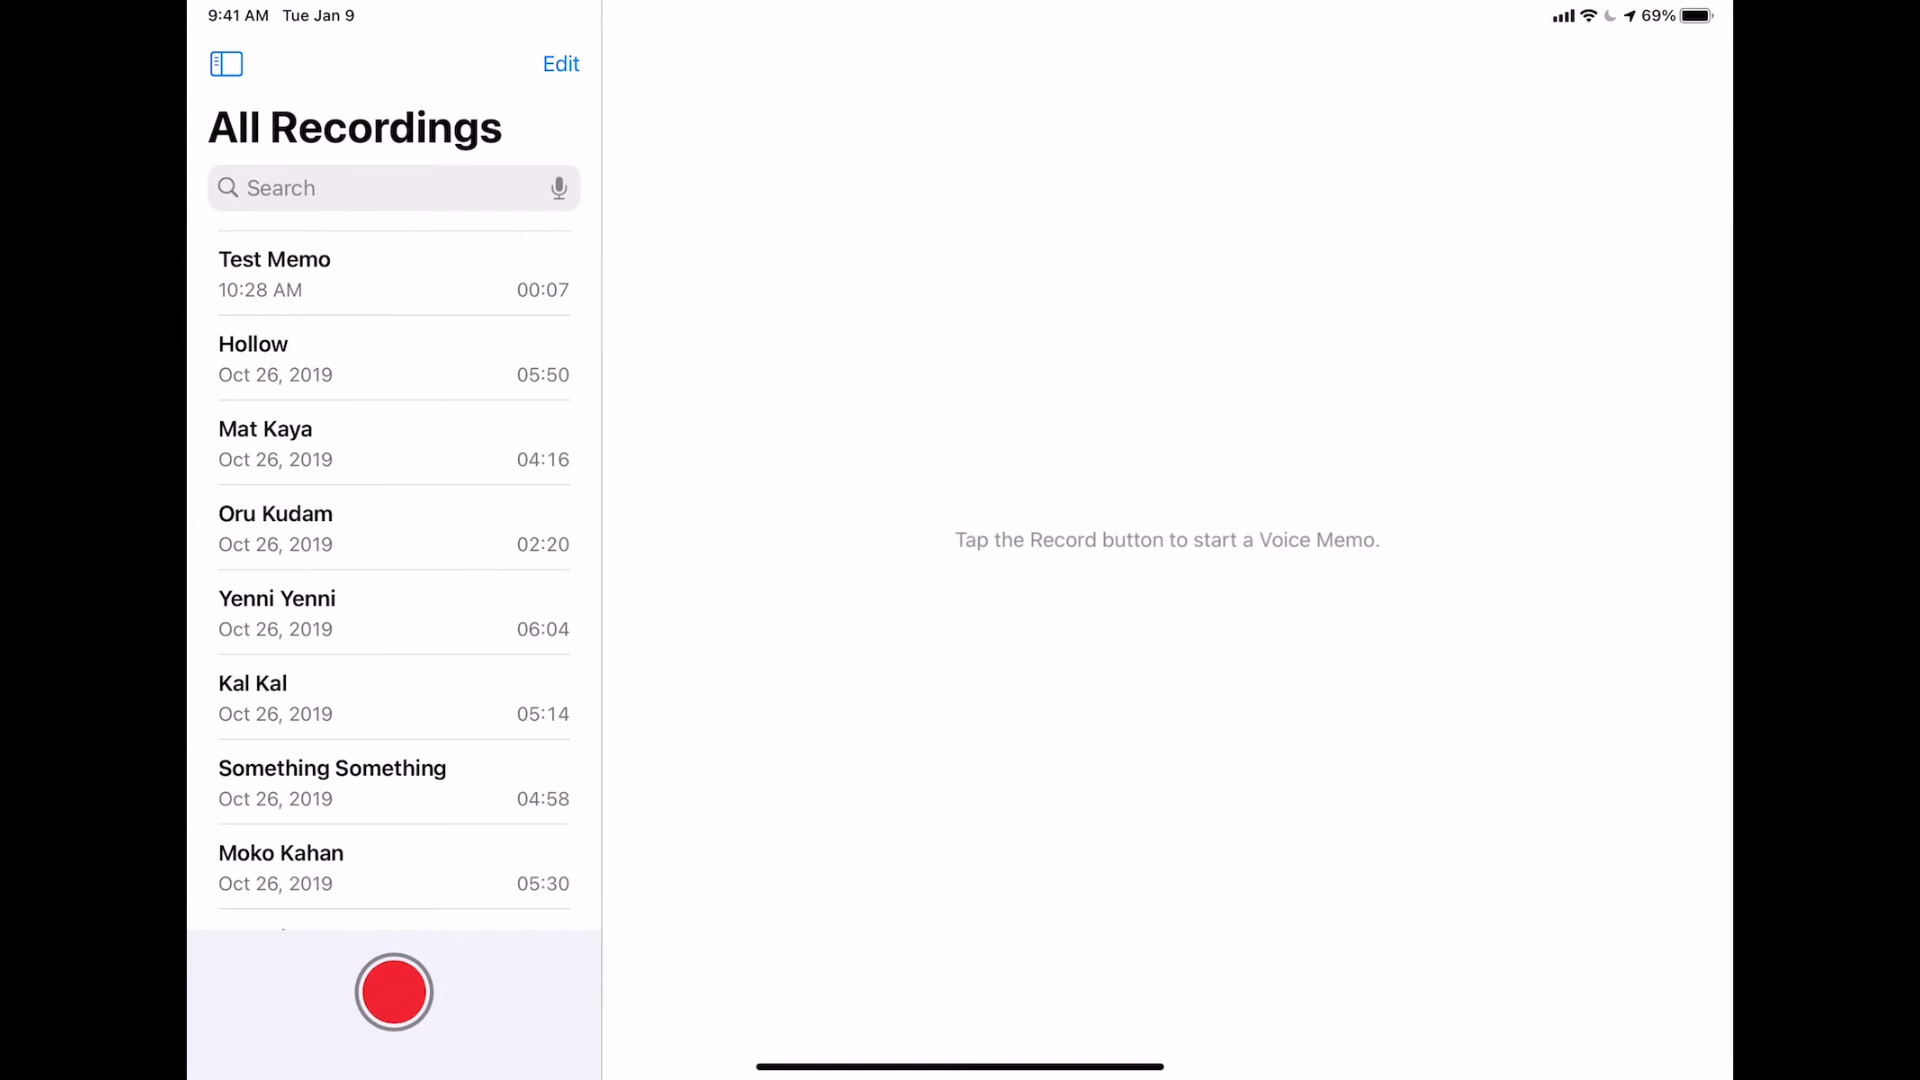 9:41 AM Tue Jan 9
69%
Edit
All Recordings
Search
Test Memo
10:28 AM 00:07
Hollow
Oct 26, 2019 05:50
Mat Kaya
Oct 26, 2019 04:16
Oru Kudam
Oct 26, 2019 02:20
Yenni Yenni
Oct 26, 2019 06:04
Kal Kal
Oct 26, 2019 05:14
Something Something
Oct 26, 2019 04:58
Moko Kahan
Oct 26, 2019 05:30
Tap the Record button to start a Voice Memo.